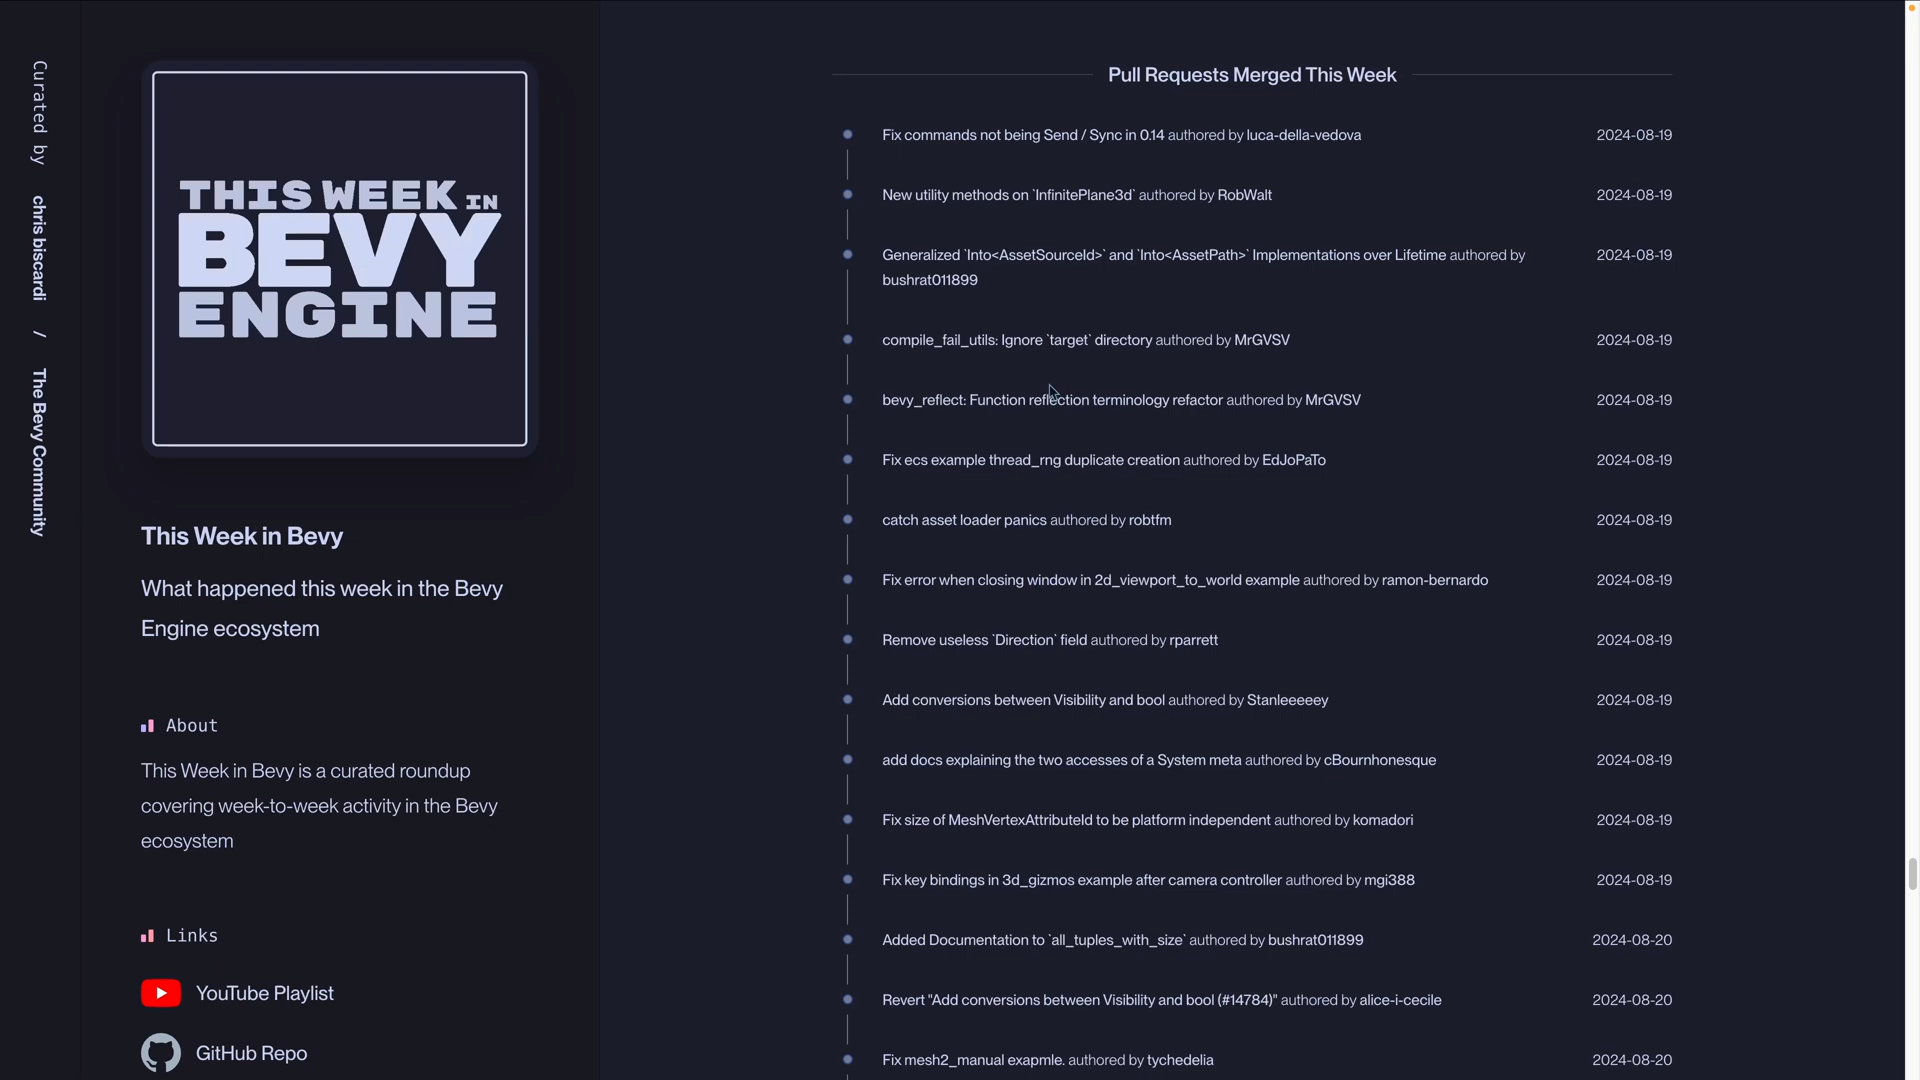 Curated by chris biscardi / The Bevy Community
THIS WEEK IN
BEVY
ENGINE
This Week in Bevy
What happened this week in the Bevy
Engine ecosystem
About
This Week in Bevy is a curated roundup
covering week-to-week activity in the Bevy
ecosystem
Links
YouTube Playlist
GitHub Repo
Pull Requests Merged This Week
Fix commands not being Send / Sync in 0.14 authored by luca-della-vedova 2024-08-19
New utility methods on `InfinitePlane3d` authored by RobWalt 2024-08-19
Generalized `Into<AssetSourceId>` and `Into<AssetPath>` Implementations over Lifetime authored by 2024-08-19
bushrat011899
compile_fail_utils: Ignore `target` directory authored by MrGVSV 2024-08-19
bevy_reflect: Function reflection terminology refactor authored by MrGVSV 2024-08-19
Fix ecs example thread_rng duplicate creation authored by EdJoPaTo 2024-08-19
catch asset loader panics authored by robtfm 2024-08-19
Fix error when closing window in 2d_viewport_to_world example authored by ramon-bernardo 2024-08-19
Remove useless `Direction` field authored by rparrett 2024-08-19
Add conversions between Visibility and bool authored by Stanleeeeey 2024-08-19
add docs explaining the two accesses of a System meta authored by cBournhonesque 2024-08-19
Fix size of MeshVertexAttributeId to be platform independent authored by komadori 2024-08-19
Fix key bindings in 3d_gizmos example after camera controller authored by mgi388 2024-08-19
Added Documentation to `all_tuples_with_size` authored by bushrat011899 2024-08-20
Revert "Add conversions between Visibility and bool (#14784)" authored by alice-i-cecile 2024-08-20
Fix mesh2_manual exapmle. authored by tychedelia 2024-08-20